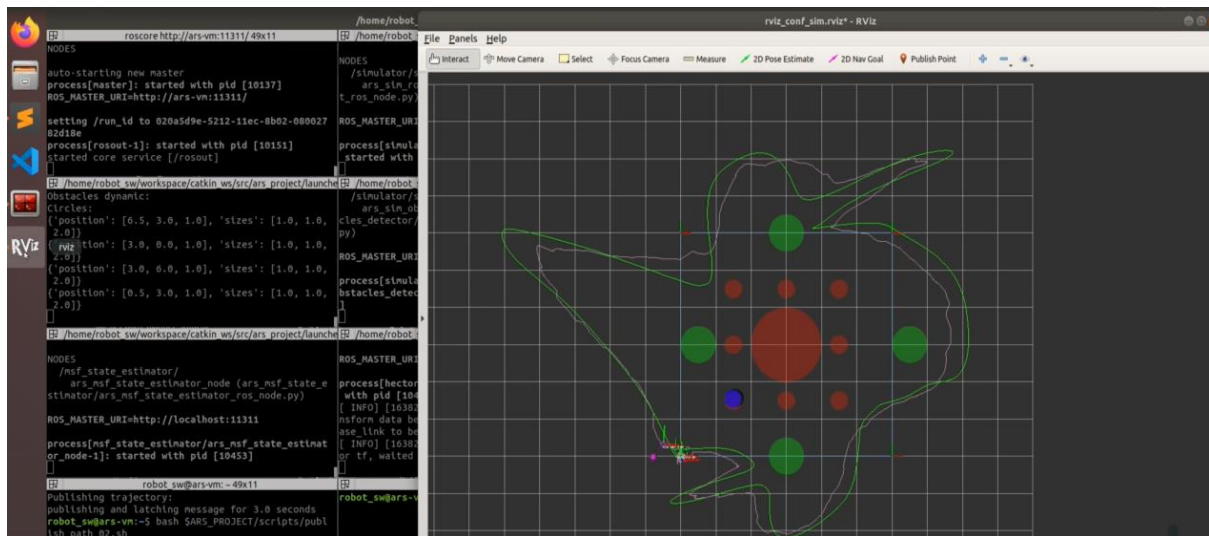 /home/robot_
rviz_conf_sim.rviz* - RViz
roscore http://ars-vm:11311/ 49x11
NODES
auto-starting new master
process[master]: started with pid [10137]
ROS_MASTER_URI=http://ars-vm:11311/
setting /run_id to 020a5d9e-5212-11ec-8b02-080027
82d18e
process[rosout-1]: started with pid [10151]
started core service [/rosout]
/home/robot_sw/workspace/catkin_ws/src/ars_project/launche
Obstacles dynamic:
Circles:
{'position': [6.5, 3.0, 1.0], 'sizes': [1.0, 1.0,
2.0]}
tion': [3.0, 0.0, 1.0], 'sizes': [1.0, 1.0,
2.0]}
{'position': [3.0, 6.0, 1.0], 'sizes': [1.0, 1.0,
2.0]}
{'position': [0.5, 3.0, 1.0], 'sizes': [1.0, 1.0,
2.0]}
RViz
rviz
/home/robot_sw/workspace/catkin_ws/src/ars_project/launche
NODES
/msf_state_estimator/
ars_msf_state_estimator_node (ars_msf_state_e
stimator/ars_msf_state_estimator_ros_node.py)
ROS_MASTER_URI=http://localhost:11311
process[msf_state_estimator/ars_msf_state_estimat
or_node-1]: started with pid [10453]
robot_sw@ars-vm: ~ 49x11
Publishing trajectory:
publishing and latching message for 3.0 seconds
robot_sw@ars-vm:~$ bash $ARS_PROJECT/scripts/publ
ish_path_02.sh
/home/robot_s
NODES
/simulator/s
ars_sim_ro
t_ros_node.py)
ROS_MASTER_URI
process[simula
started with
/home/robot_
/simulator/s
ars_sim_ob
cles_detector/
py)
ROS_MASTER_URI
process[simula
bstacles_detec
]
/home/robot_
ROS_MASTER_URI
process[hector
with pid [104
[ INFO] [16382
nsform data be
ase_link to be
[ INFO] [16382
or tf, waited
robot_sw@ars-v
File Panels Help
Interact Move Camera Select Focus Camera Measure 2D Pose Estimate 2D Nav Goal Publish Point